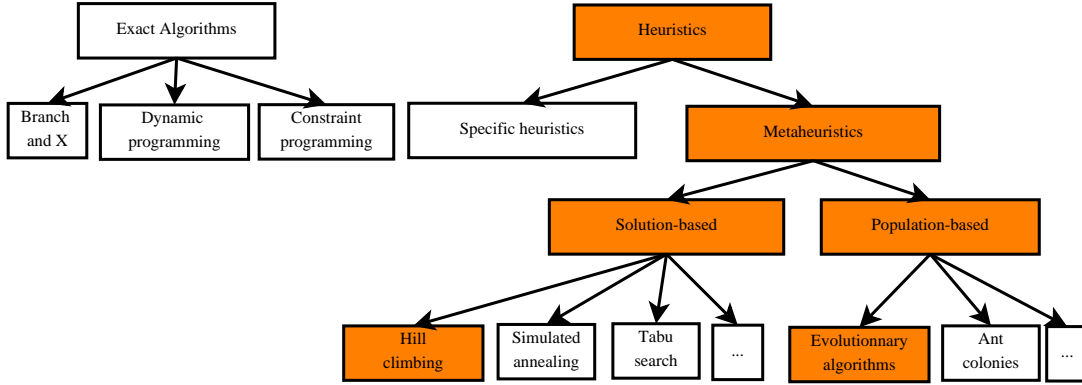 Exact Algorithms
Heuristics
Branch
and X
Dynamic
programming
Constraint
programming
Specific heuristics
Metaheuristics
Solution-based
Population-based
Hill
climbing
Simulated
annealing
Tabu
search
...
Evolutionnary
algorithms
Ant
colonies
...